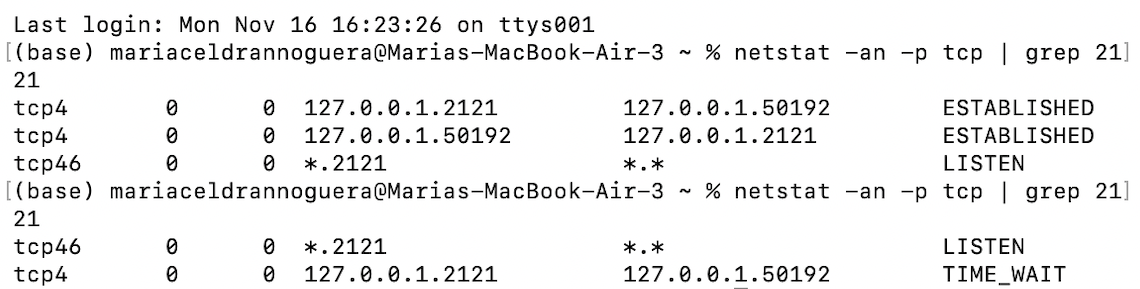 Last login: Mon Nov 16 16:23:26 on ttys001
[(base) mariaceldrannoguera@Marias-MacBook-Air-3 ~ % netstat -an -p tcp | grep 21]
21
tcp4       0      0  127.0.0.1.2121         127.0.0.1.50192        ESTABLISHED
tcp4       0      0  127.0.0.1.50192        127.0.0.1.2121         ESTABLISHED
tcp46      0      0  *.2121                 *.*                    LISTEN
[(base) mariaceldrannoguera@Marias-MacBook-Air-3 ~ % netstat -an -p tcp | grep 21]
21
tcp46      0      0  *.2121                 *.*                    LISTEN
tcp4       0      0  127.0.0.1.2121         127.0.0.1.50192        TIME_WAIT